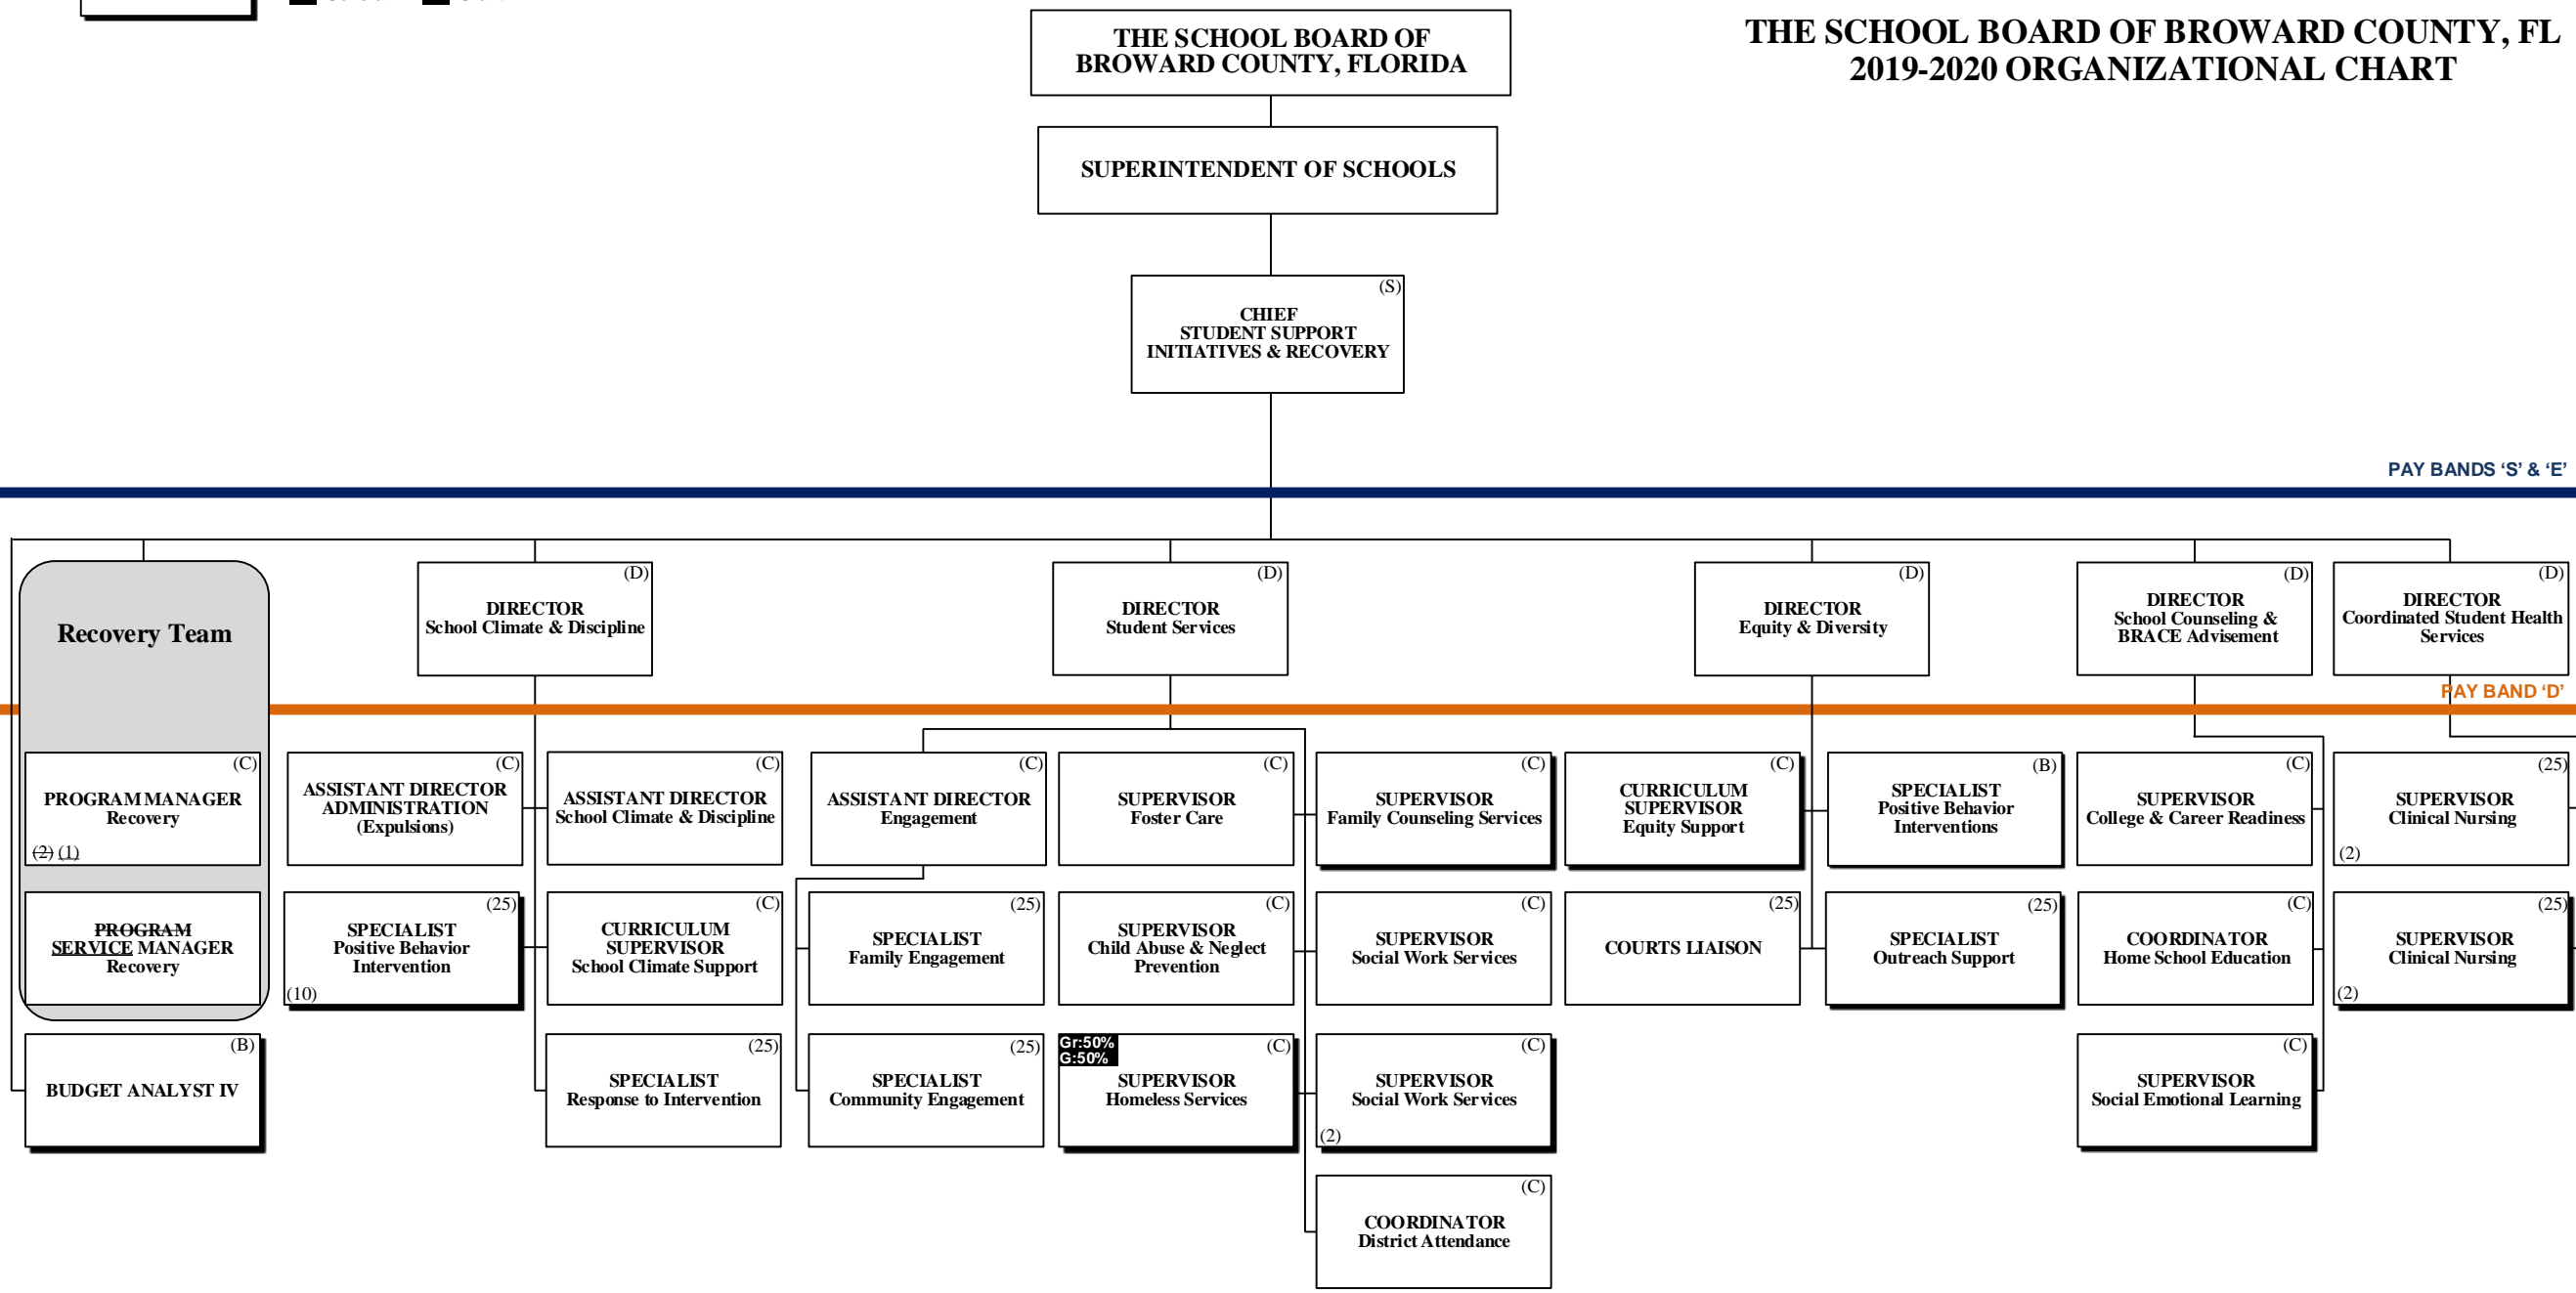 THE SCHOOL BOARD OF
BROWARD COUNTY, FLORIDA
THE SCHOOL BOARD OF BROWARD COUNTY, FL
2019-2020 ORGANIZATIONAL CHART
SUPERINTENDENT OF SCHOOLS
(S)
CHIEF
STUDENT SUPPORT
INITIATIVES & RECOVERY
PAY BANDS ‘S’ & ‘E’
Recovery Team
(D)
DIRECTOR
School Climate & Discipline
(D)
DIRECTOR
Student Services
(D)
DIRECTOR
Equity & Diversity
(D)
DIRECTOR
School Counseling &
BRACE Advisement
(D)
DIRECTOR
Coordinated Student Health
Services
PAY BAND ‘D’
(C)
PROGRAM MANAGER
Recovery
(2) (1)
(C)
ASSISTANT DIRECTOR
ADMINISTRATION
(Expulsions)
(C)
ASSISTANT DIRECTOR
School Climate & Discipline
(C)
ASSISTANT DIRECTOR
Engagement
(C)
SUPERVISOR
Foster Care
(C)
SUPERVISOR
Family Counseling Services
(C)
CURRICULUM
SUPERVISOR
Equity Support
(B)
SPECIALIST
Positive Behavior
Interventions
(C)
SUPERVISOR
College & Career Readiness
(25)
SUPERVISOR
Clinical Nursing
(2)
PROGRAM
SERVICE MANAGER
Recovery
(25)
SPECIALIST
Positive Behavior
Intervention
(10)
(C)
CURRICULUM
SUPERVISOR
School Climate Support
(25)
SPECIALIST
Family Engagement
(C)
SUPERVISOR
Child Abuse & Neglect
Prevention
(C)
SUPERVISOR
Social Work Services
(25)
COURTS LIAISON
(25)
SPECIALIST
Outreach Support
(C)
COORDINATOR
Home School Education
(25)
SUPERVISOR
Clinical Nursing
(2)
(B)
BUDGET ANALYST IV
(25)
SPECIALIST
Response to Intervention
(25)
SPECIALIST
Community Engagement
Gr:50%
G:50%
(C)
SUPERVISOR
Homeless Services
(C)
SUPERVISOR
Social Work Services
(2)
(C)
SUPERVISOR
Social Emotional Learning
(C)
COORDINATOR
District Attendance